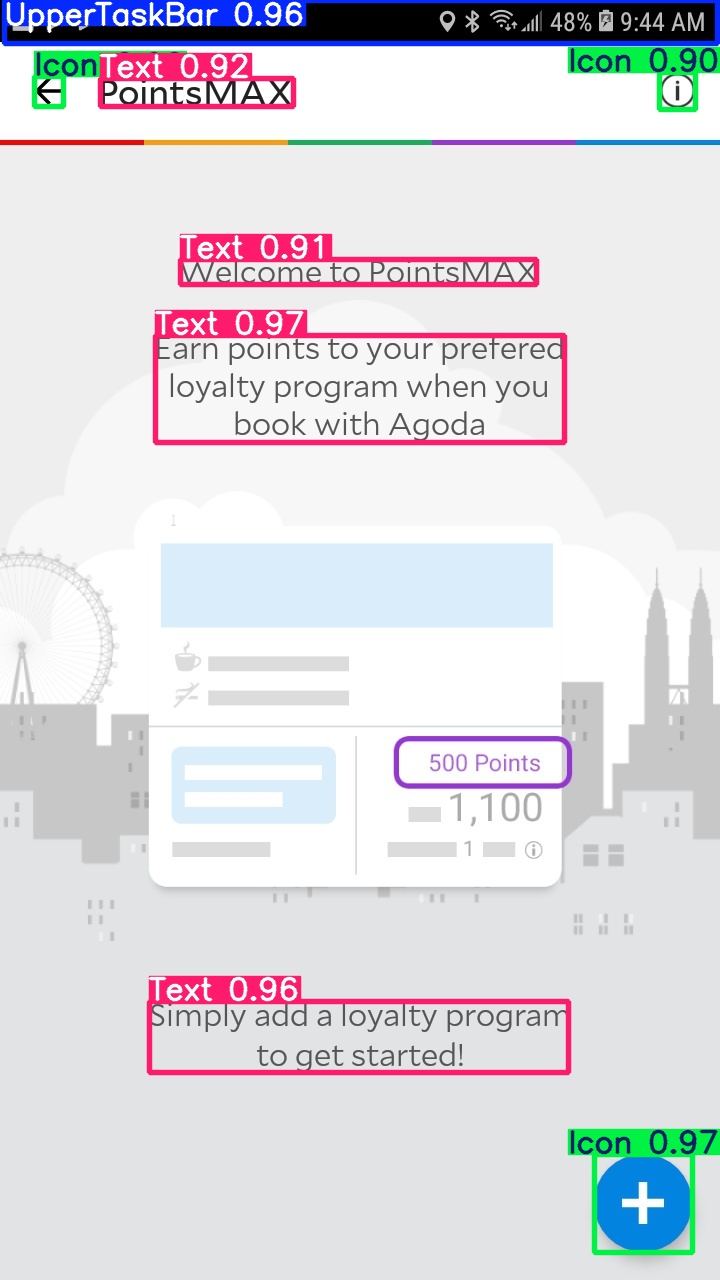 UpperTaskBar 0.96
48% 9:44 AM
Icon
Text 0.92
Icon 0.90
PointsMAX
Text 0.91
Welcome to PointsMAX
Text 0.97
Earn points to your prefered
loyalty program when you
book with Agoda
500 Points
1,100
1
Text 0.96
Simply add a loyalty program
to get started!
Icon 0.97